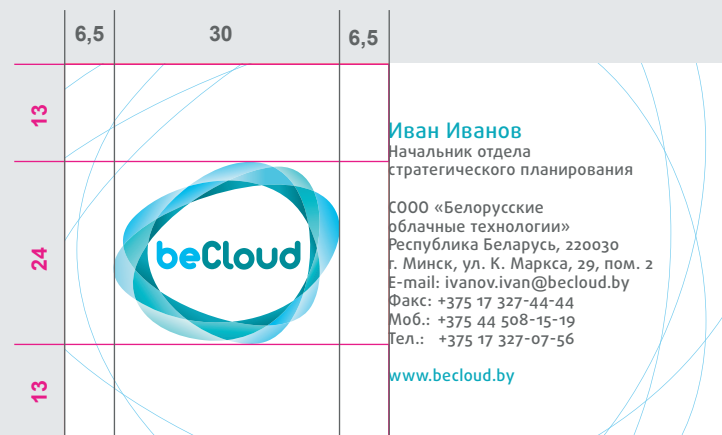 6,5
30
6,5
13
24
13
beCloud
Иван Иванов
Начальник отдела
стратегического планирования
СООО «Белорусские
облачные технологии»
Республика Беларусь, 220030
г. Минск, ул. К. Маркса, 29, пом. 2
E-mail: ivanov.ivan@becloud.by
Факс: +375 17 327-44-44
Моб.: +375 44 508-15-19
Тел.: +375 17 327-07-56
www.becloud.by